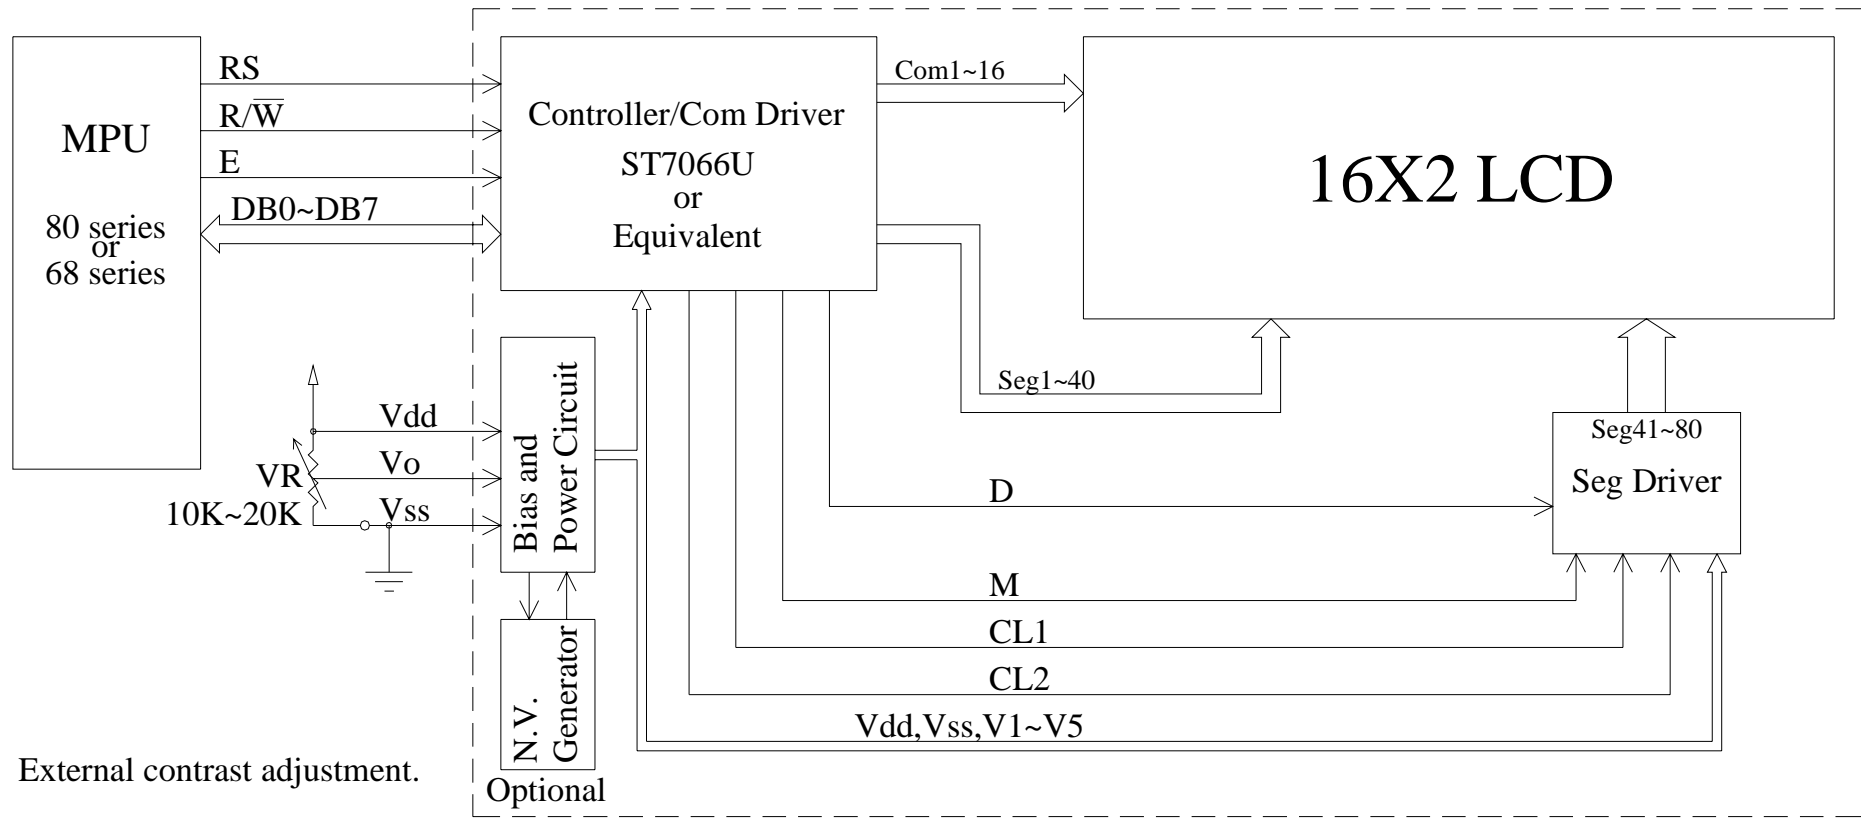 MPU
80 series
or
68 series
RS
R/W̅
E
DB0~DB7
Controller/Com Driver
ST7066U
or
Equivalent
Com1~16
16X2 LCD
Seg1~40
Seg41~80
Seg Driver
Vdd
Vo
Vss
VR
10K~20K
Bias and
Power Circuit
N.V.
Generator
Optional
D
M
CL1
CL2
Vdd,Vss,V1~V5
External contrast adjustment.